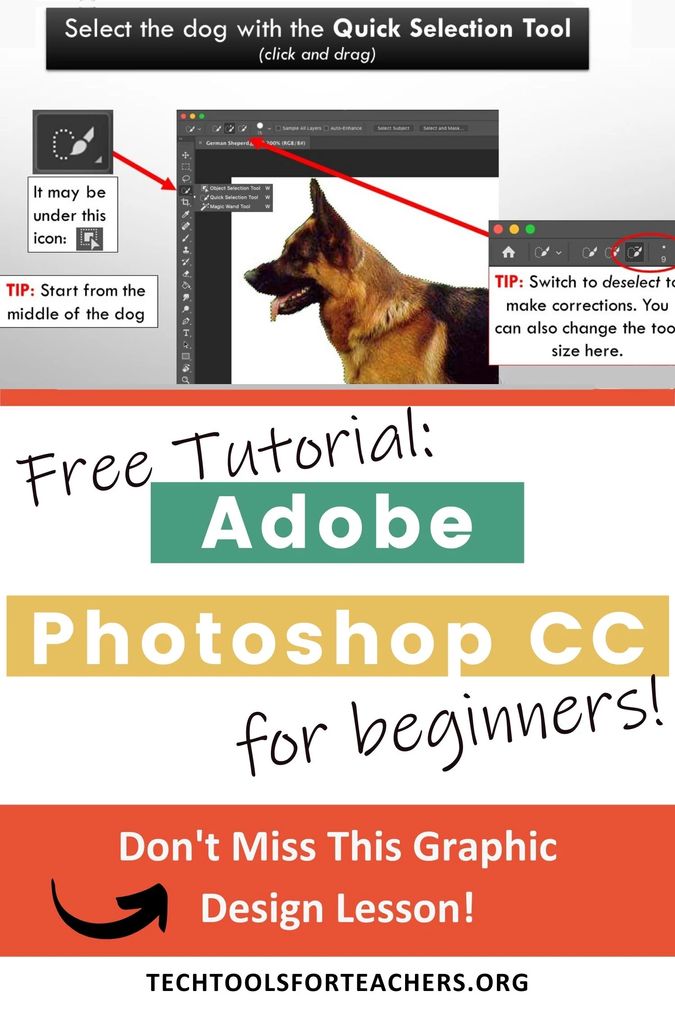 Select the dog with the Quick Selection Tool
(click and drag)
It may be
under this
icon:
TIP: Start from the
middle of the dog
Sample All Layers
Auto-Enhance
Select Subject
Select and Mask...
Object Selection Tool W
Quick Selection Tool W
Magic Wand Tool W
9
TIP: Switch to deselect to
make corrections. You
can also change the too
size here.
Free Tutorial:
Adobe
Photoshop CC
for beginners!
Don't Miss This Graphic
Design Lesson!
TECHTOOLSFORTEACHERS.ORG